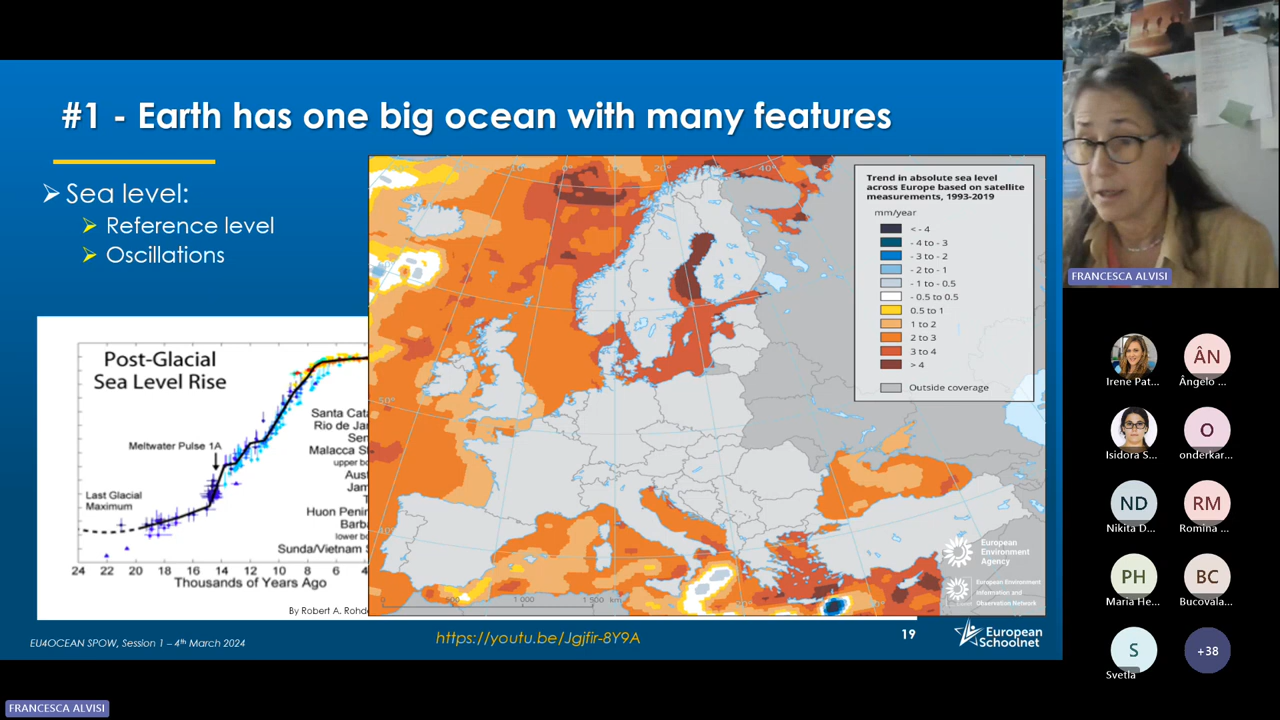 #1 - Earth has one big ocean with many features
Sea level:
Reference level
Oscillations
Post-Glacial
Sea Level Rise
Meltwater Pulse 1A
Last Glacial
Maximum
Santa Cat
Rio de Jan
Sen
Malacca S
upper bo
Aust
Jam
T
Huon Penin
Barba
lower bo
Sunda/Vietnam S
24 22 20 18 16 14 12 10 8 6 4
Thousands of Years Ago
By Robert A. Rohde
Trend in absolute sea level
across Europe based on satellite
measurements, 1993-2019
mm/year
< - 4
- 4 to - 3
- 3 to - 2
- 2 to - 1
- 1 to - 0.5
- 0.5 to 0.5
0.5 to 1
1 to 2
2 to 3
3 to 4
> 4
Outside coverage
20°
40°
50°
40°
500 1 000 1 500 km
European
Environment
Agency
European Environment
Information and
Observation Network
EU4OCEAN SPOW, Session 1 – 4th March 2024
https://youtu.be/Jgjfir-8Y9A
19
European
Schoolnet
FRANCESCA ALVISI
Irene Pat...
ÂN
Ângelo ...
Isidora S...
O
onderkar...
ND
Nikita D...
RM
Romina ...
PH
Maria He...
BC
Bucovala...
S
Svetla
+38
FRANCESCA ALVISI